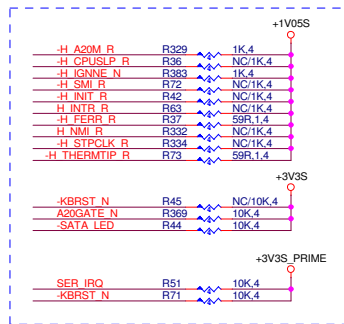 +1V05S
-H_A20M_R R329 1K,4
-H_CPUSLP_R R36 NC/1K,4
-H_IGNNE_N R383 1K,4
-H_SMI_R R72 NC/1K,4
-H_INIT_R R42 NC/1K,4
H_INTR_R R63 NC/1K,4
-H_FERR_R R37 59R,1,4
H_NMI_R R332 NC/1K,4
-H_STPCLK_R R334 NC/1K,4
-H_THERMTIP_R R73 59R,1,4
+3V3S
-KBRST_N R45 NC/10K,4
A20GATE_N R369 10K,4
-SATA_LED R44 10K,4
+3V3S_PRIME
SER_IRQ R51 10K,4
-KBRST_N R71 10K,4